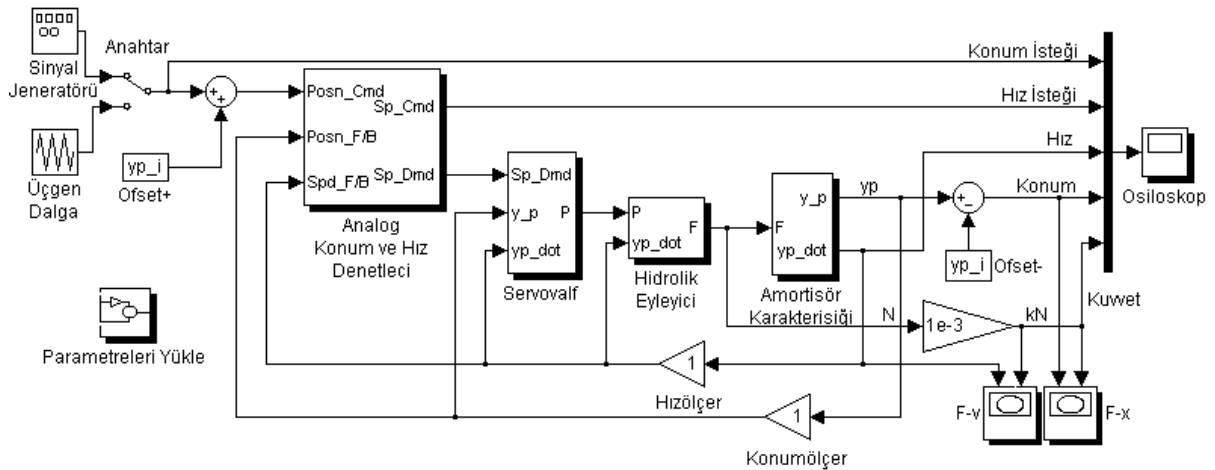 Sinyal
Jeneratörü
Anahtar
Üçgen
Dalga
yp_i
Ofset+
Posn_Cmd
Sp_Cmd
Posn_F/B
Sp_Dmd
Spd_F/B
Analog
Konum ve Hız
Denetleci
Sp_Dmd
y_p
P
yp_dot
Servovalf
P
F
yp_dot
Hidrolik
Eyleyici
F
y_p
yp_dot
Amortisör
Karakterisiği
yp
Konum İsteği
Hız İsteği
Hız
Konum
yp_i
Ofset-
Kuvvet
Osiloskop
N
1e-3
kN
F-v
F-x
1
Hızölçer
1
Konumölçer
Parametreleri Yükle